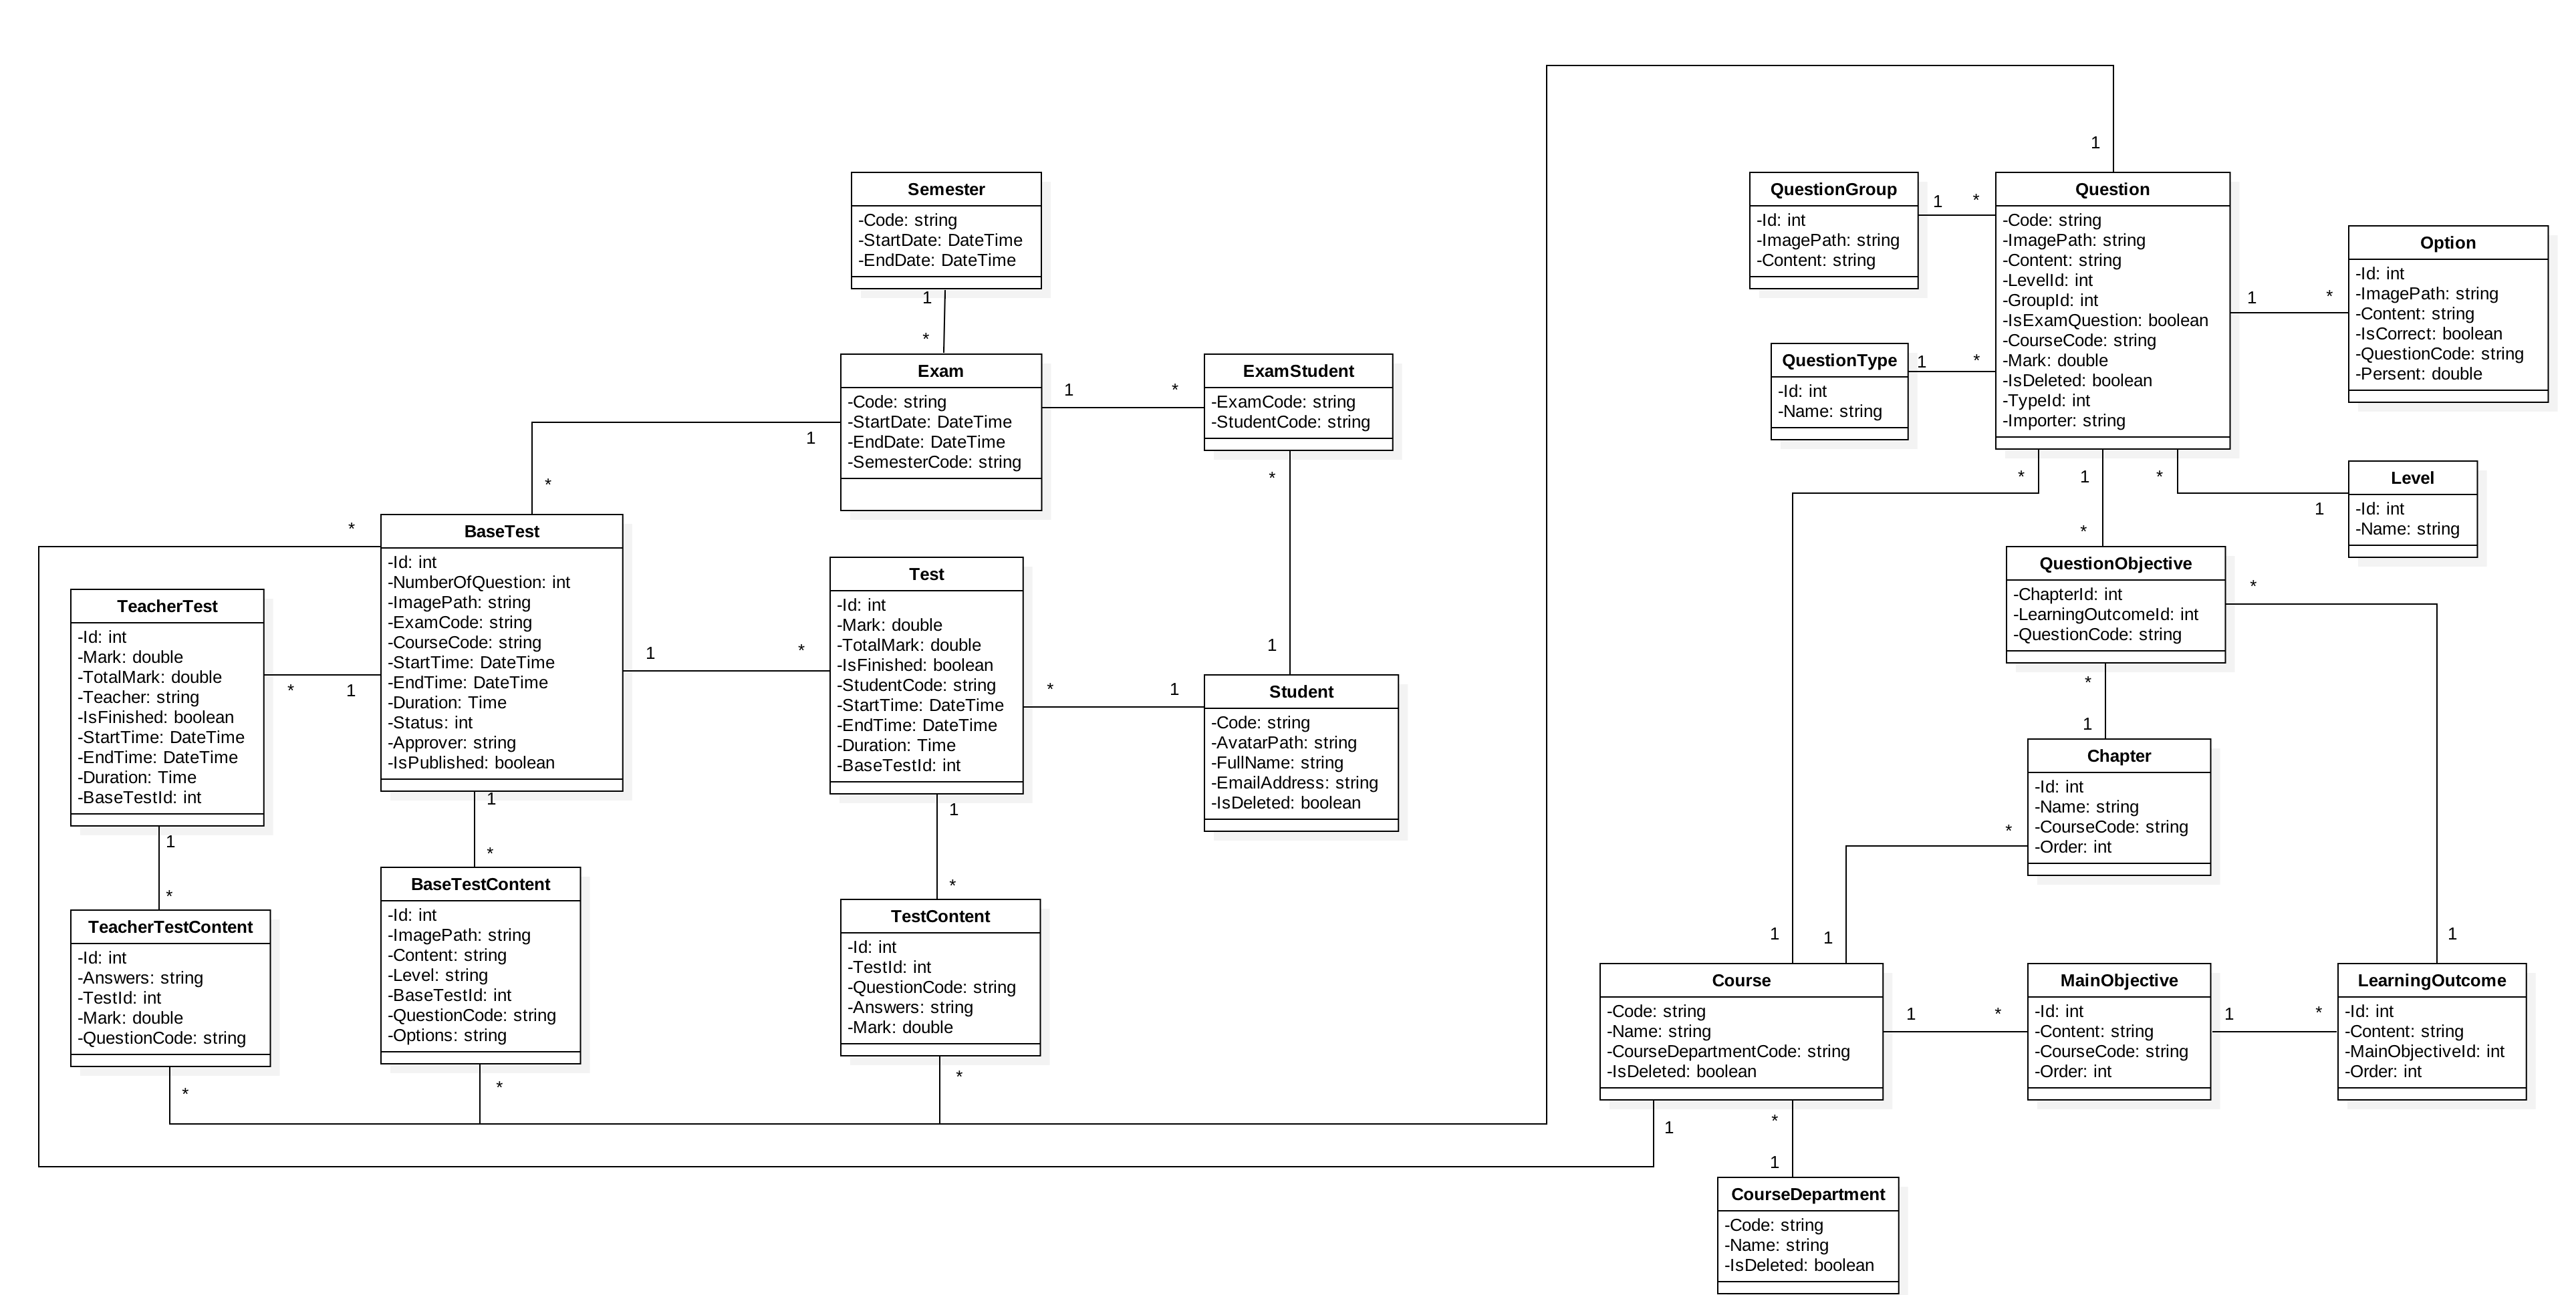 1
Semester
-Code: string
-StartDate: DateTime
-EndDate: DateTime
1
*
Exam
-Code: string
-StartDate: DateTime
-EndDate: DateTime
-SemesterCode: string
1
*
ExamStudent
-ExamCode: string
-StudentCode: string
1
*
*
1
*
BaseTest
-Id: int
-NumberOfQuestion: int
-ImagePath: string
-ExamCode: string
-CourseCode: string
-StartTime: DateTime
-EndTime: DateTime
-Duration: Time
-Status: int
-Approver: string
-IsPublished: boolean
TeacherTest
-Id: int
-Mark: double
-TotalMark: double
-Teacher: string
-IsFinished: boolean
-StartTime: DateTime
-EndTime: DateTime
-Duration: Time
-BaseTestId: int
*
1
1
*
Test
-Id: int
-Mark: double
-TotalMark: double
-IsFinished: boolean
-StudentCode: string
-StartTime: DateTime
-EndTime: DateTime
-Duration: Time
-BaseTestId: int
*
1
Student
-Code: string
-AvatarPath: string
-FullName: string
-EmailAddress: string
-IsDeleted: boolean
1
*
1
*
1
*
TeacherTestContent
-Id: int
-Answers: string
-TestId: int
-Mark: double
-QuestionCode: string
*
BaseTestContent
-Id: int
-ImagePath: string
-Content: string
-Level: string
-BaseTestId: int
-QuestionCode: string
-Options: string
*
TestContent
-Id: int
-TestId: int
-QuestionCode: string
-Answers: string
-Mark: double
*
QuestionGroup
-Id: int
-ImagePath: string
-Content: string
1
*
QuestionType
-Id: int
-Name: string
1
*
Question
-Code: string
-ImagePath: string
-Content: string
-LevelId: int
-GroupId: int
-IsExamQuestion: boolean
-CourseCode: string
-Mark: double
-IsDeleted: boolean
-TypeId: int
-Importer: string
1
*
Option
-Id: int
-ImagePath: string
-Content: string
-IsCorrect: boolean
-QuestionCode: string
-Persent: double
*
1
*
1
Level
-Id: int
-Name: string
*
QuestionObjective
-ChapterId: int
-LearningOutcomeId: int
-QuestionCode: string
*
*
1
Chapter
-Id: int
-Name: string
-CourseCode: string
-Order: int
*
1
1
1
Course
-Code: string
-Name: string
-CourseDepartmentCode: string
-IsDeleted: boolean
1
*
MainObjective
-Id: int
-Content: string
-CourseCode: string
-Order: int
1
*
LearningOutcome
-Id: int
-Content: string
-MainObjectiveId: int
-Order: int
1
*
1
CourseDepartment
-Code: string
-Name: string
-IsDeleted: boolean